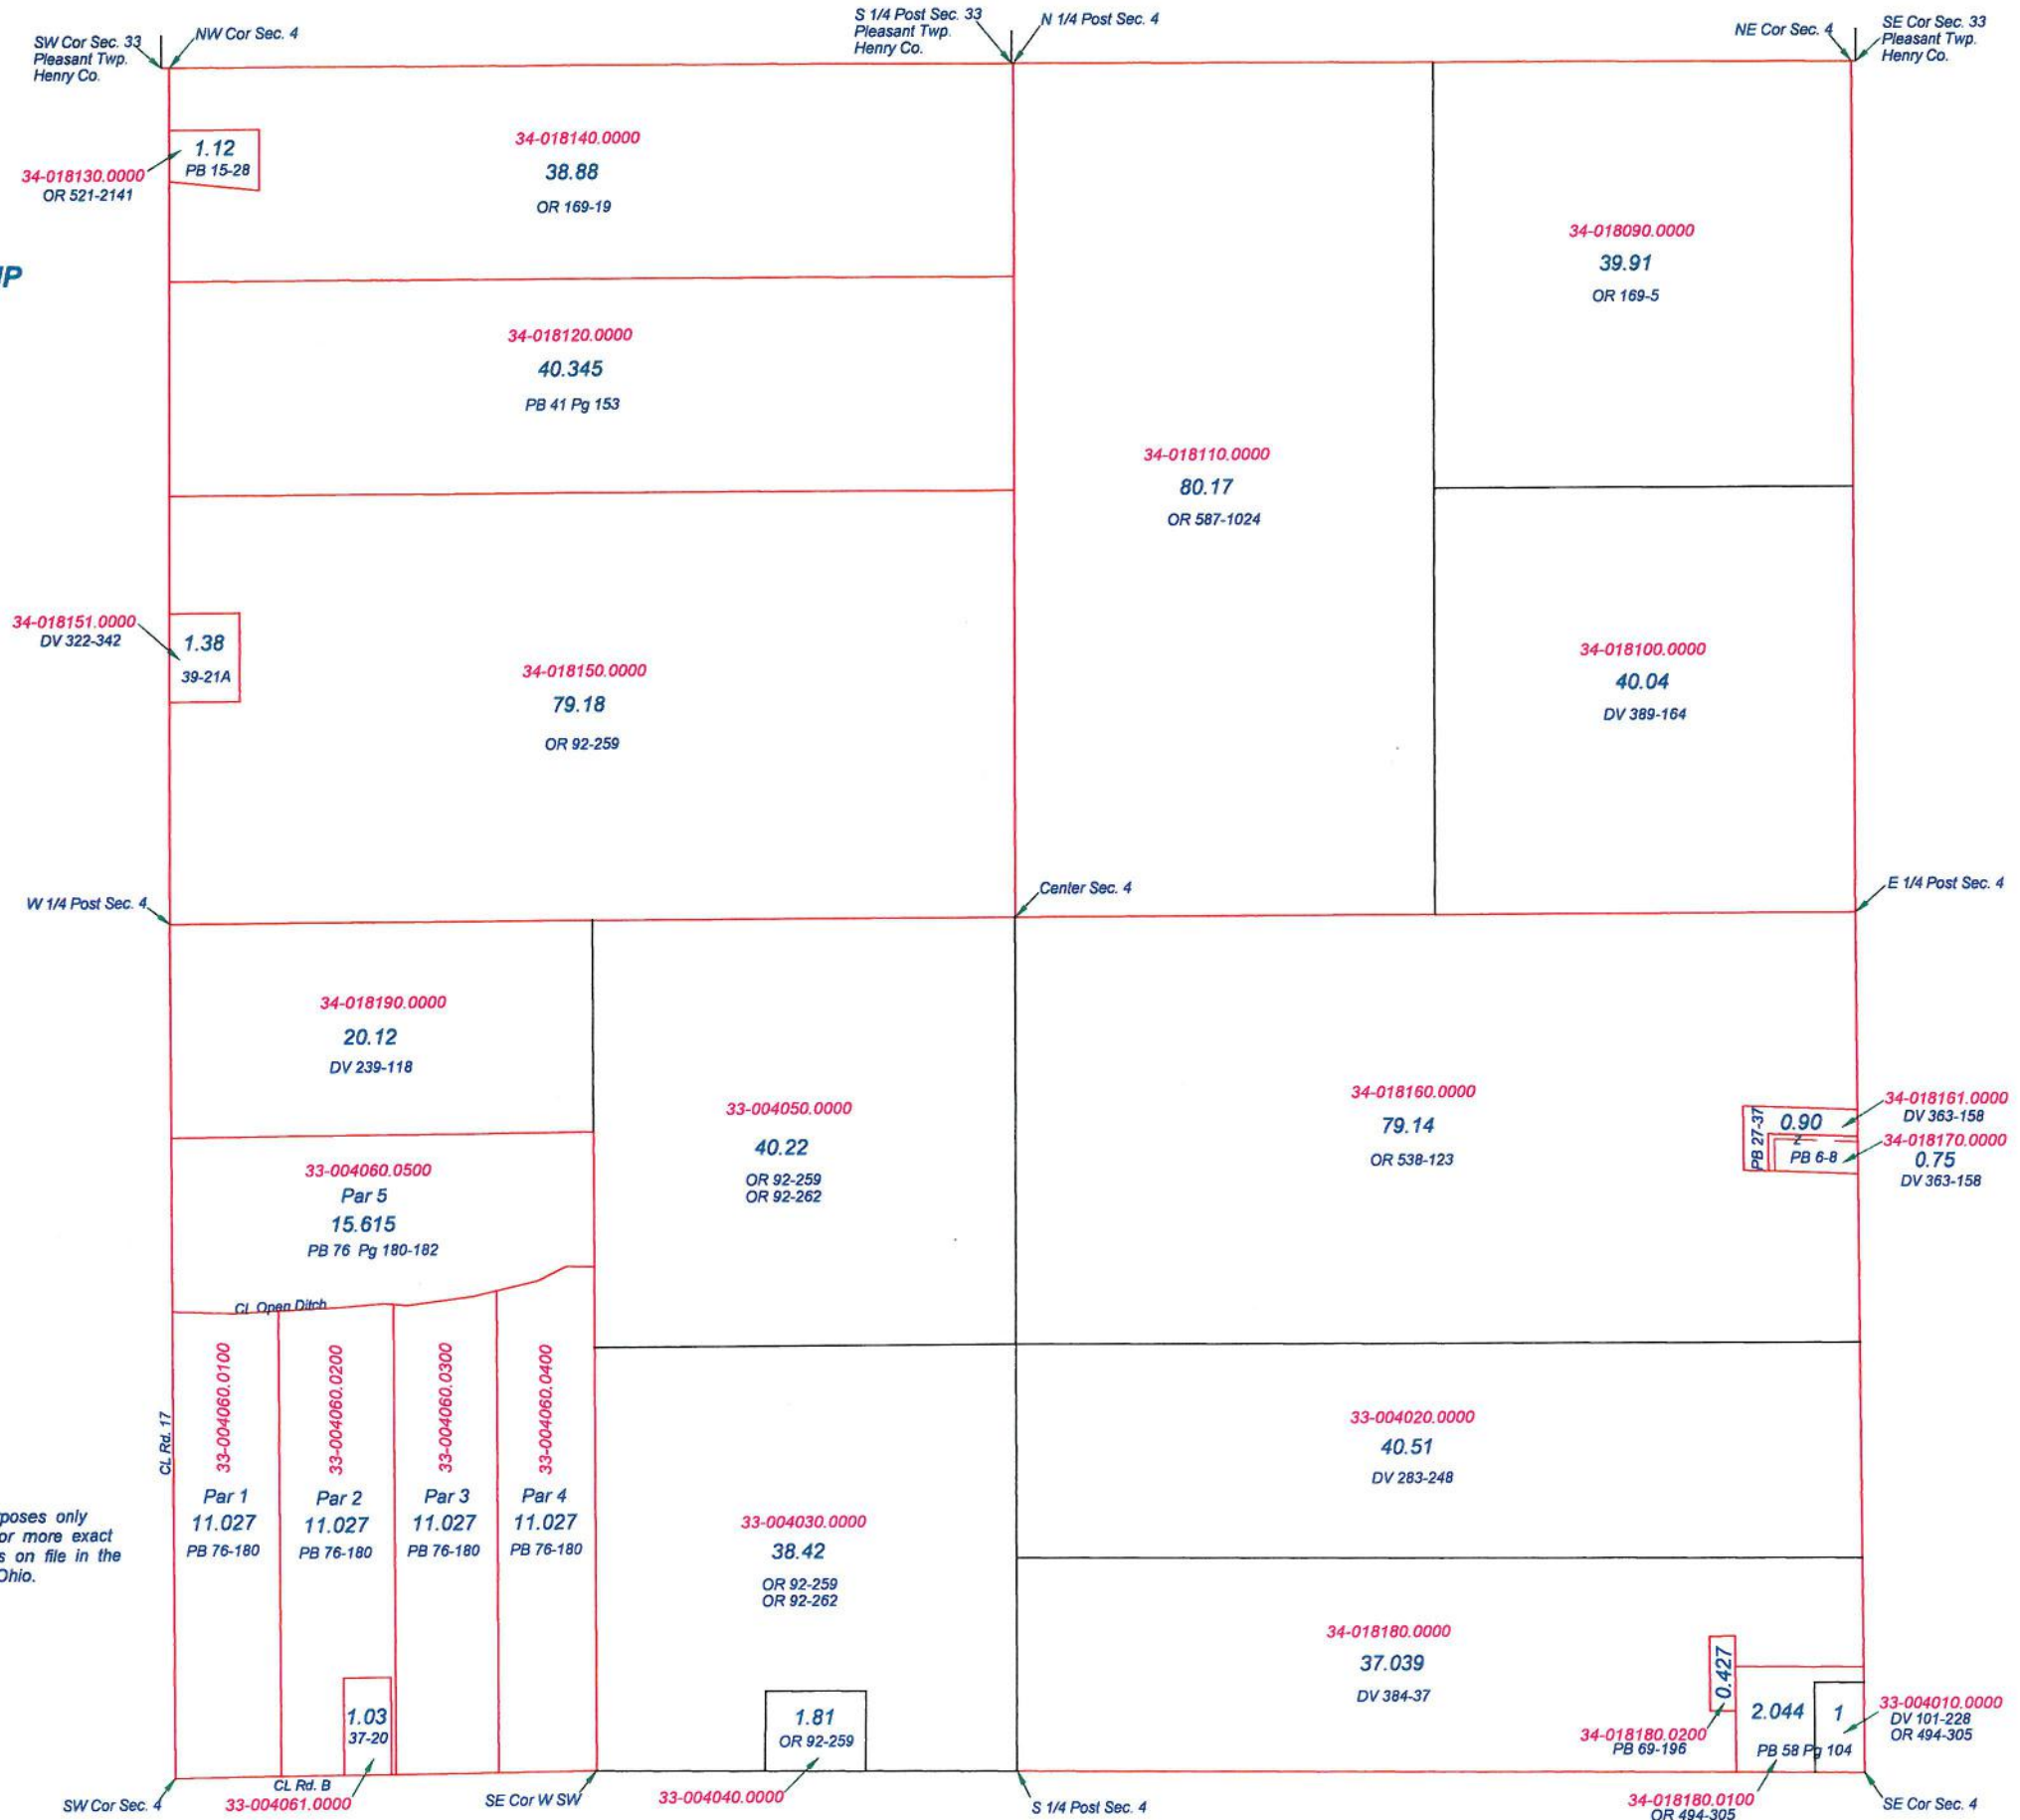 SW Cor Sec. 33
Pleasant Twp.
Henry Co.
NW Cor Sec. 4
S 1/4 Post Sec. 33
Pleasant Twp.
Henry Co.
N 1/4 Post Sec. 4
NE Cor Sec. 4
SE Cor Sec. 33
Pleasant Twp.
Henry Co.
1.12
PB 15-28
34-018130.0000
OR 521-2141
34-018140.0000
38.88
OR 169-19
34-018090.0000
39.91
OR 169-5
IP
34-018120.0000
40.345
PB 41 Pg 153
34-018110.0000
80.17
OR 587-1024
34-018151.0000
DV 322-342
1.38
39-21A
34-018150.0000
79.18
OR 92-259
34-018100.0000
40.04
DV 389-164
W 1/4 Post Sec. 4
Center Sec. 4
E 1/4 Post Sec. 4
34-018190.0000
20.12
DV 239-118
33-004050.0000
40.22
OR 92-259
OR 92-262
34-018160.0000
79.14
OR 538-123
PB 27-37
0.90
Z
PB 6-8
34-018161.0000
DV 363-158
34-018170.0000
0.75
DV 363-158
33-004060.0500
Par 5
15.615
PB 76 Pg 180-182
CL Open Ditch
CL Rd. 17
33-004060.0100
Par 1
11.027
PB 76-180
33-004060.0200
Par 2
11.027
PB 76-180
33-004060.0300
Par 3
11.027
PB 76-180
33-004060.0400
Par 4
11.027
PB 76-180
33-004020.0000
40.51
DV 283-248
poses only
or more exact
s on file in the
Ohio.
33-004030.0000
38.42
OR 92-259
OR 92-262
34-018180.0000
37.039
DV 384-37
0.427
34-018180.0200
PB 69-196
2.044
PB 58 Pg 104
1
33-004010.0000
DV 101-228
OR 494-305
1.03
37-20
1.81
OR 92-259
SW Cor Sec. 4
CL Rd. B
33-004061.0000
SE Cor W SW
33-004040.0000
S 1/4 Post Sec. 4
34-018180.0100
OR 494-305
SE Cor Sec. 4